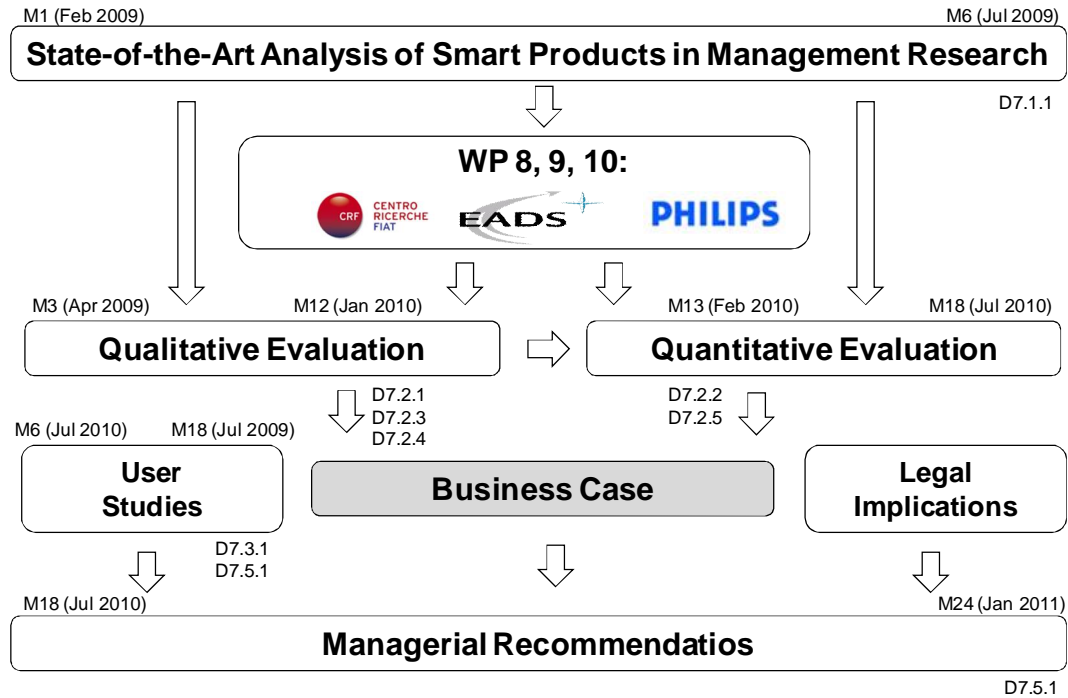 M1 (Feb 2009)
M6 (Jul 2009)
State-of-the-Art Analysis of Smart Products in Management Research
D7.1.1
WP 8, 9, 10:
CRF
CENTRO
RICERCHE
FIAT
EADS
PHILIPS
M3 (Apr 2009)
M12 (Jan 2010)
M13 (Feb 2010)
M18 (Jul 2010)
Qualitative Evaluation
Quantitative Evaluation
D7.2.1
D7.2.3
D7.2.4
D7.2.2
D7.2.5
M6 (Jul 2010)
M18 (Jul 2009)
User
Studies
Business Case
Legal
Implications
D7.3.1
D7.5.1
M18 (Jul 2010)
M24 (Jan 2011)
Managerial Recommendatios
D7.5.1